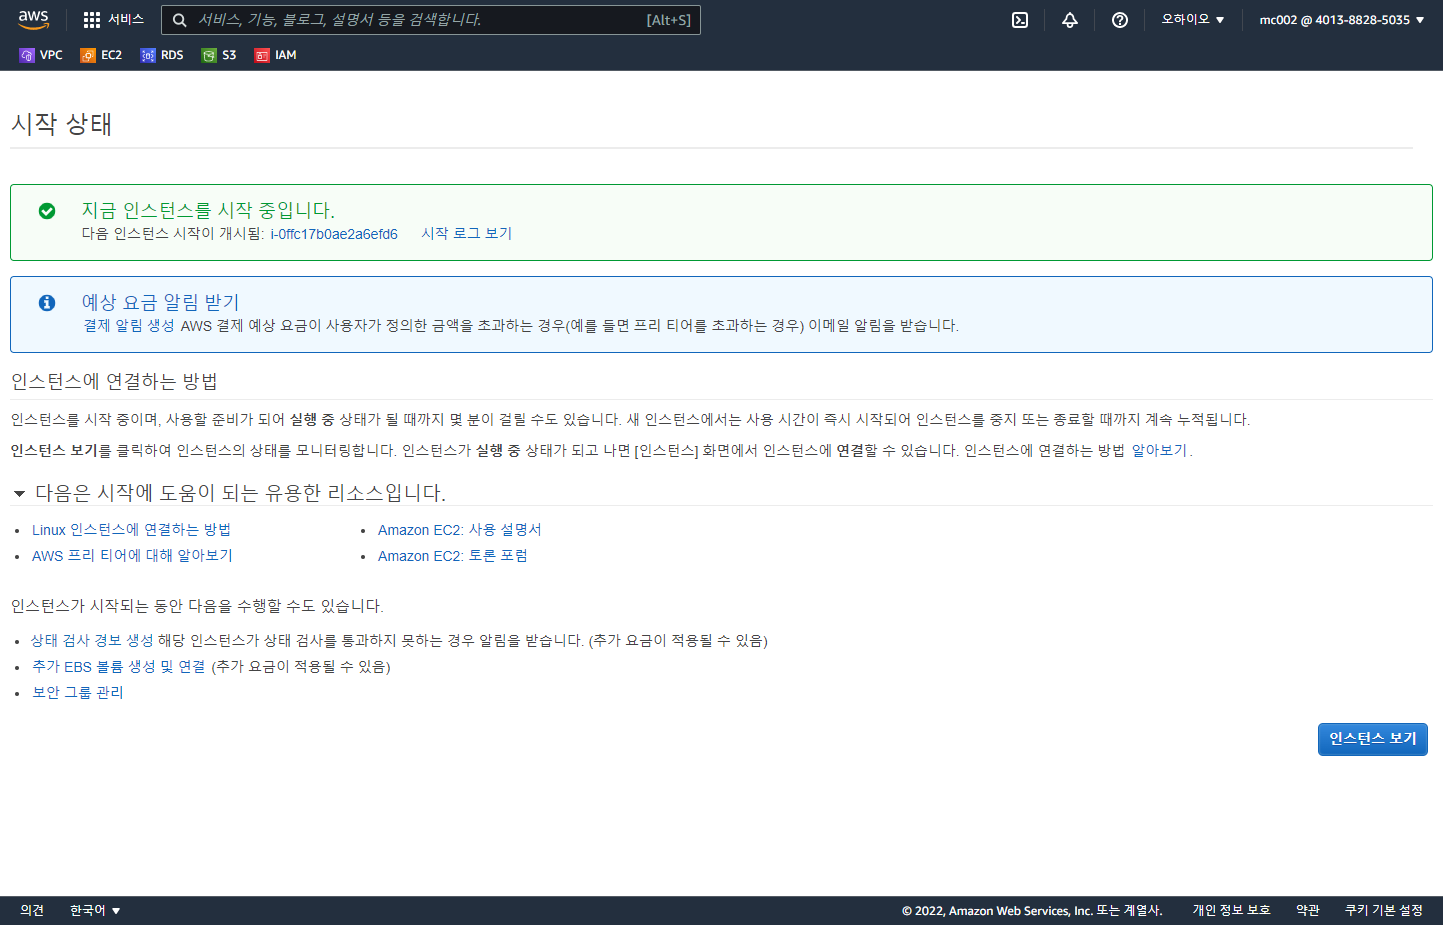 aws 서비스 서비스, 기능, 블로그, 설명서 등을 검색합니다. [Alt+S] 오하이오 ▼ mc002 @ 4013-8828-5035 ▼
VPC EC2 RDS S3 IAM
시작 상태
지금 인스턴스를 시작 중입니다.
다음 인스턴스 시작이 개시됨: i-0ffc17b0ae2a6efd6 시작 로그 보기
예상 요금 알림 받기
결제 알림 생성 AWS 결제 예상 요금이 사용자가 정의한 금액을 초과하는 경우(예를 들면 프리 티어를 초과하는 경우) 이메일 알림을 받습니다.
인스턴스에 연결하는 방법
인스턴스를 시작 중이며, 사용할 준비가 되어 실행 중 상태가 될 때까지 몇 분이 걸릴 수도 있습니다. 새 인스턴스에서는 사용 시간이 즉시 시작되어 인스턴스를 중지 또는 종료할 때까지 계속 누적됩니다.
인스턴스 보기를 클릭하여 인스턴스의 상태를 모니터링합니다. 인스턴스가 실행 중 상태가 되고 나면 [인스턴스] 화면에서 인스턴스에 연결할 수 있습니다. 인스턴스에 연결하는 방법 알아보기.
▼ 다음은 시작에 도움이 되는 유용한 리소스입니다.
• Linux 인스턴스에 연결하는 방법 • Amazon EC2: 사용 설명서
• AWS 프리 티어에 대해 알아보기 • Amazon EC2: 토론 포럼
인스턴스가 시작되는 동안 다음을 수행할 수도 있습니다.
• 상태 검사 경보 생성 해당 인스턴스가 상태 검사를 통과하지 못하는 경우 알림을 받습니다. (추가 요금이 적용될 수 있음)
• 추가 EBS 볼륨 생성 및 연결 (추가 요금이 적용될 수 있음)
• 보안 그룹 관리
인스턴스 보기
의견 한국어 ▼ © 2022, Amazon Web Services, Inc. 또는 계열사. 개인 정보 보호 약관 쿠키 기본 설정